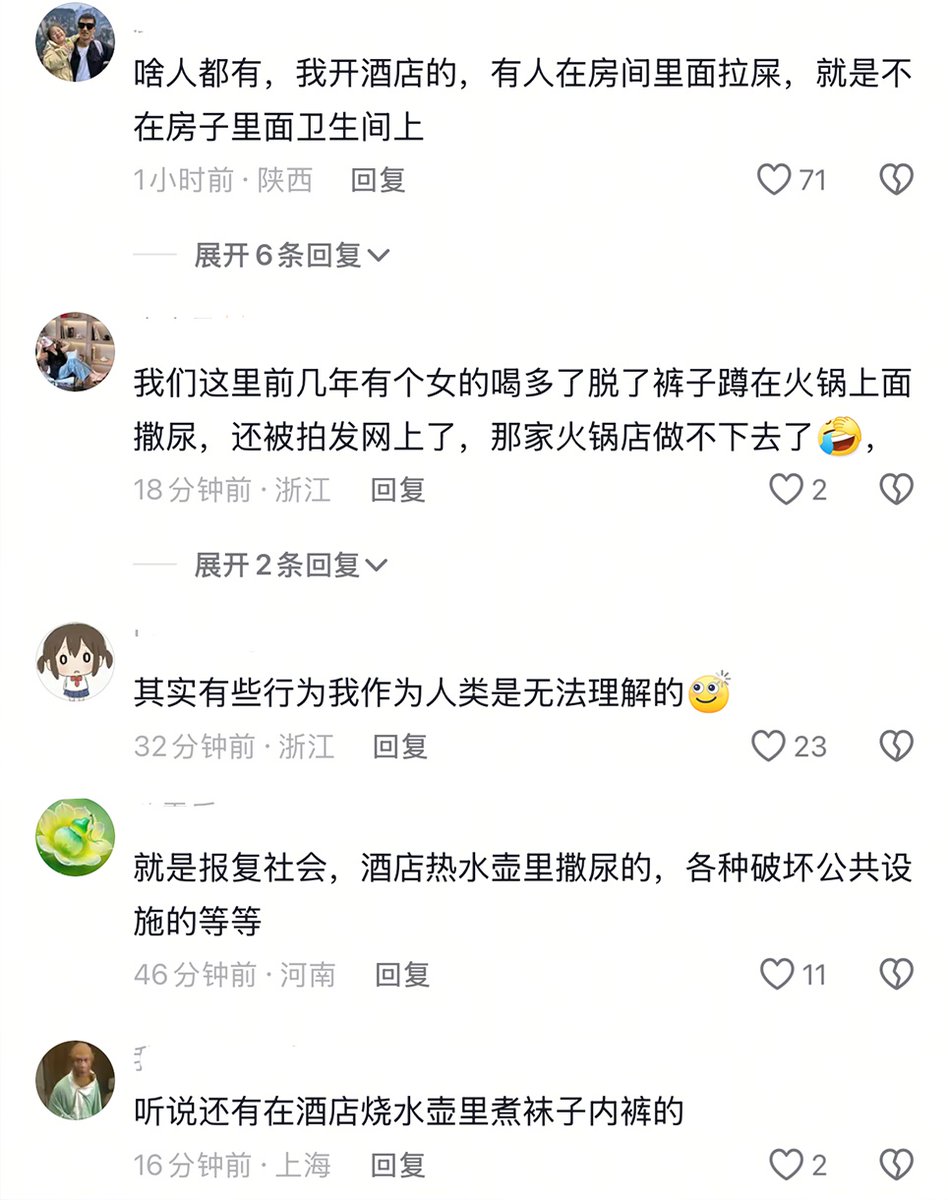 啥人都有，我开酒店的，有人在房间里面拉屎，就是不
在房子里面卫生间上
1小时前 · 陕西 回复 71
展开6条回复
我们这里前几年有个女的喝多了脱了裤子蹲在火锅上面
撒尿，还被拍发网上了，那家火锅店做不下去了🤣，
18分钟前 · 浙江 回复 2
展开2条回复
其实有些行为我作为人类是无法理解的
32分钟前 · 浙江 回复 23
就是报复社会，酒店热水壶里撒尿的，各种破坏公共设
施的等等
46分钟前 · 河南 回复 11
听说还有在酒店烧水壶里煮袜子内裤的
16分钟前 · 上海 回复 2